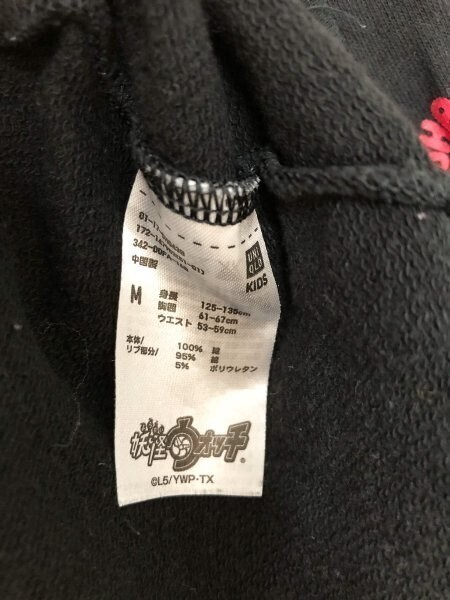 UNI
QLO
KIDS
中国製
M 身長 125-135cm
胸囲 61-67cm
ウエスト 53-59cm
本体/ 100% 綿
リブ部分/ 95% 綿
5% ポリウレタン
妖怪ウォッチ
©L5/YWP・TX